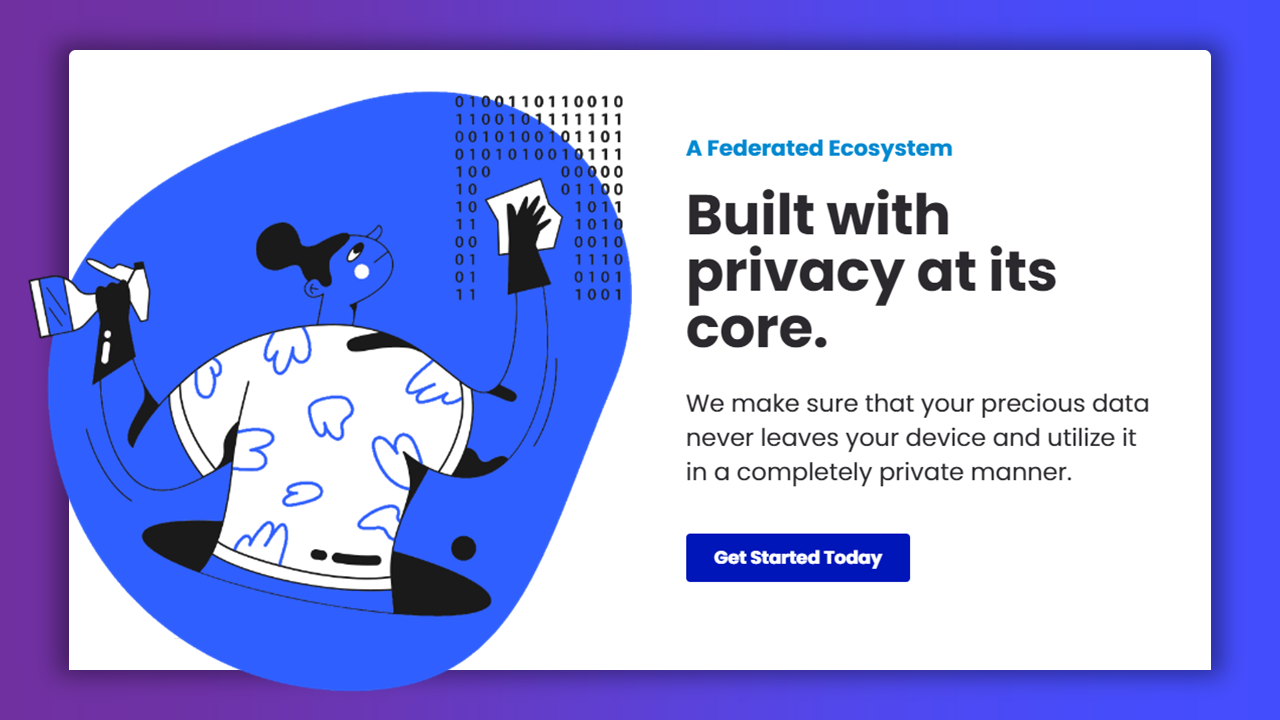 0100110110010
1100101111111
0010100101101
0101010010111
100 00000
10 01100
10 1011
11 1010
00 0010
01 1110
01 0101
11 1001
A Federated Ecosystem
Built with
privacy at its
core.
We make sure that your precious data
never leaves your device and utilize it
in a completely private manner.
Get Started Today